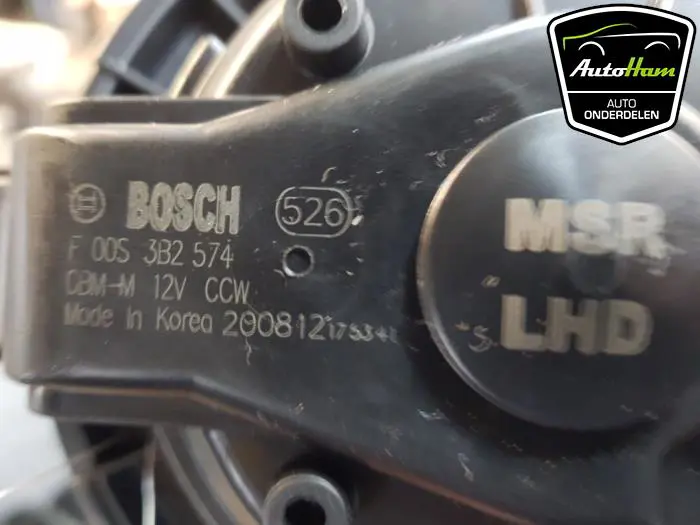 AutoHam
AUTO
ONDERDELEN
BOSCH 526
F 00S 3B2 574
CBM-M 12V CCW
Made In Korea 200812
MSR
LHD